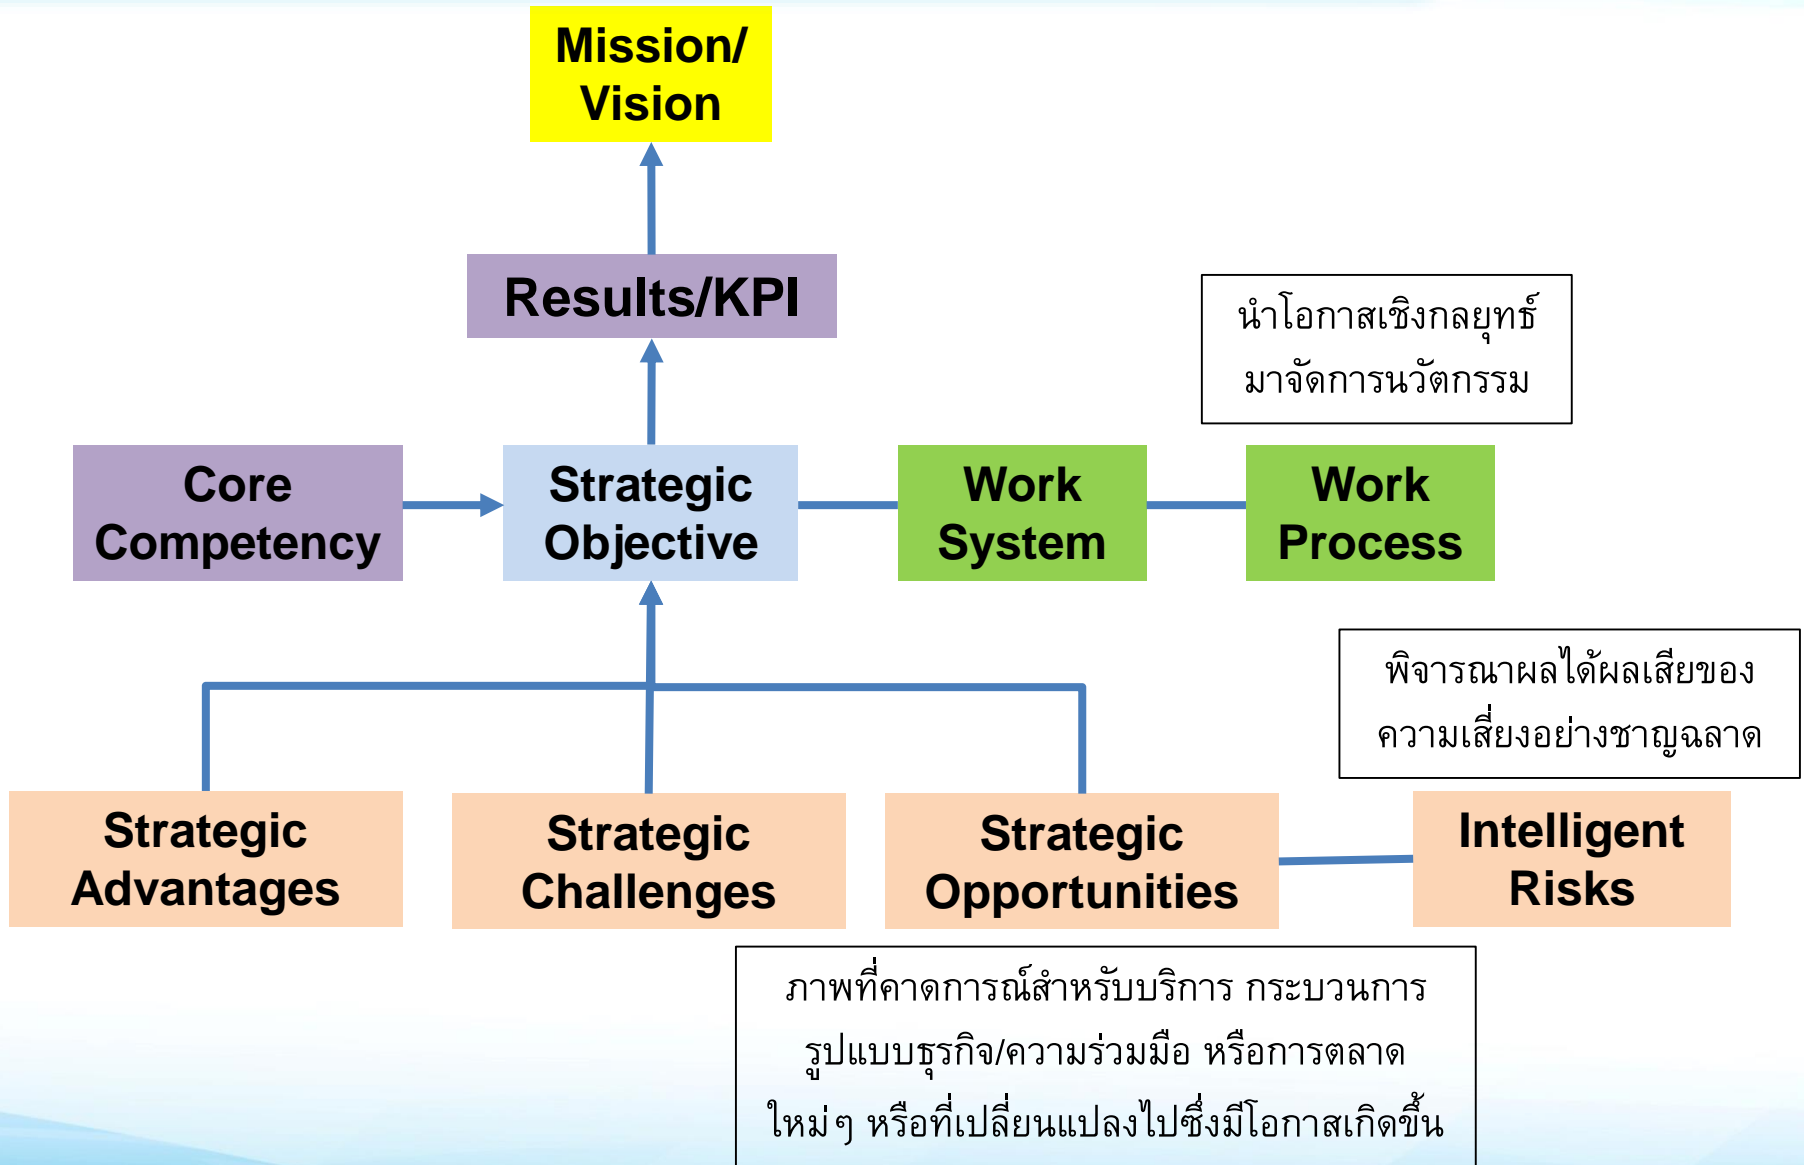 Mission/
Vision
Results/KPI
นำโอกาสเชิงกลยุทธ์
มาจัดการนวัตกรรม
Core
Competency
Strategic
Objective
Work
System
Work
Process
พิจารณาผลได้ผลเสียของ
ความเสี่ยงอย่างชาญฉลาด
Strategic
Advantages
Strategic
Challenges
Strategic
Opportunities
Intelligent
Risks
ภาพที่คาดการณ์สำหรับบริการ กระบวนการ
รูปแบบธุรกิจ/ความร่วมมือ หรือการตลาด
ใหม่ๆ หรือที่เปลี่ยนแปลงไปซึ่งมีโอกาสเกิดขึ้น